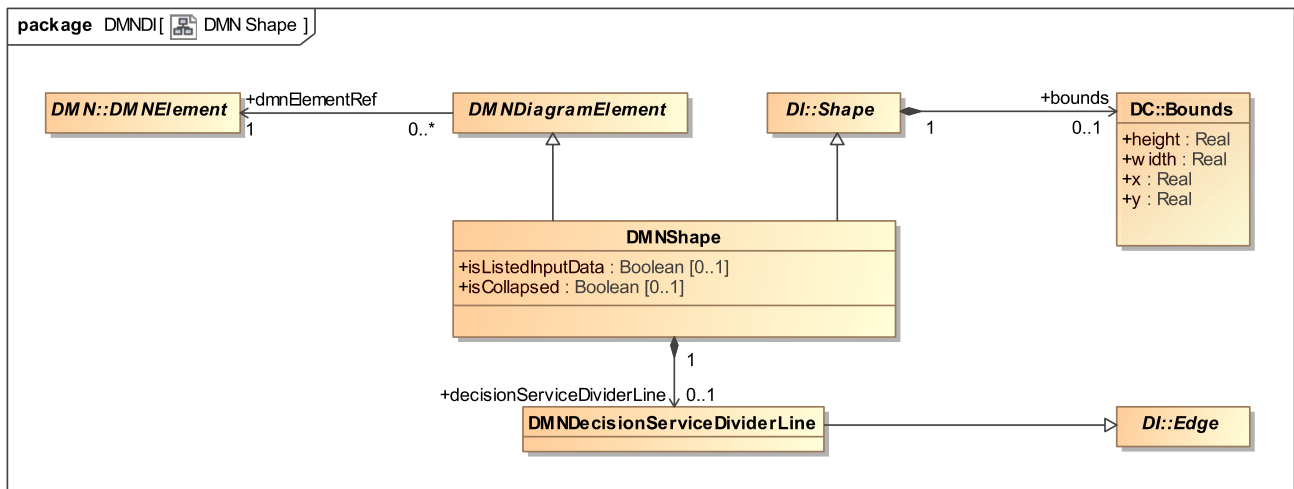 package DMNDI[ DMN Shape ]
DMN::DMNElement
+dmnElementRef
1
0..*
DMNDiagramElement
DI::Shape
1
+bounds
0..1
DC::Bounds
+height : Real
+width : Real
+x : Real
+y : Real
DMNShape
+isListedInputData : Boolean [0..1]
+isCollapsed : Boolean [0..1]
1
+decisionServiceDividerLine
0..1
DMNDecisionServiceDividerLine
DI::Edge